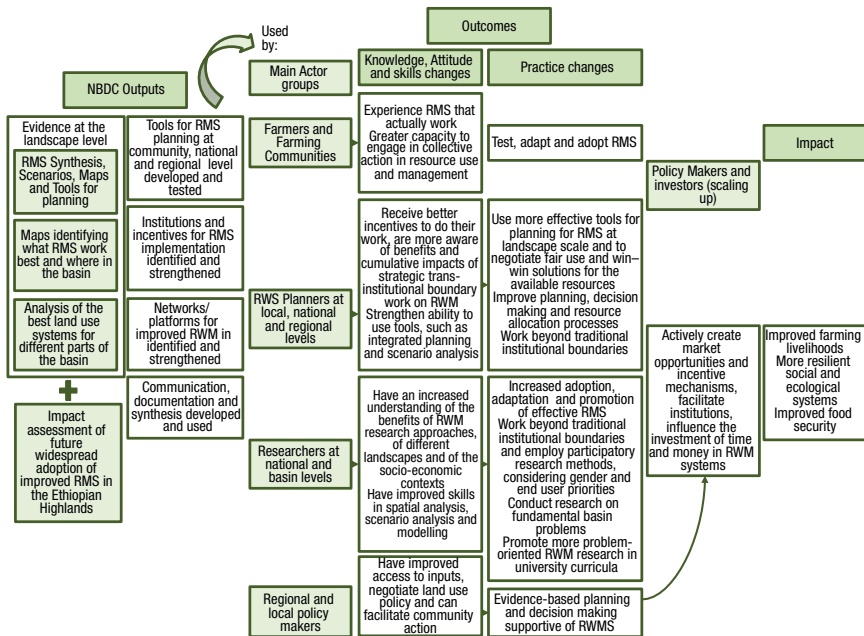 Used
by:
Outcomes
NBDC Outputs
Main Actor
groups
Knowledge, Attitude
and skills changes
Practice changes
Impact
Evidence at the
landscape level
RMS Synthesis,
Scenarios, Maps
and Tools for
planning
Maps identifying
what RMS work
best and where in
the basin
Analysis of the
best land use
systems for
different parts of
the basin
Impact
assessment of
future
widespread
adoption of
improved RMS in
the Ethiopian
Highlands
Tools for RMS
planning at
community, national
and regional level
developed and
tested
Institutions and
incentives for RMS
implementation
identified and
strengthened
Networks/
platforms for
improved RWM in
identified and
strengthened
Communication,
documentation and
synthesis developed
and used
Farmers and
Farming
Communities
Experience RMS that
actually work
Greater capacity to
engage in collective
action in resource use
and management
Test, adapt and adopt RMS
Policy Makers and
investors (scaling
up)
RWS Planners at
local, national
and regional
levels
Receive better
incentives to do their
work, are more aware
of benefits and
cumulative impacts of
strategic trans-
institutional boundary
work on RWM
Strengthen ability to
use tools, such as
integrated planning
and scenario analysis
Use more effective tools for
planning for RMS at
landscape scale and to
negotiate fair use and win–
win solutions for the
available resources
Improve planning, decision
making and resource
allocation processes
Work beyond traditional
institutional boundaries
Actively create
market
opportunities and
incentive
mechanisms,
facilitate
institutions,
influence the
investment of time
and money in RWM
systems
Improved farming
livelihoods
More resilient
social and
ecological
systems
Improved food
security
Researchers at
national and
basin levels
Have an increased
understanding of the
benefits of RWM
research approaches,
of different
landscapes and of the
socio-economic
contexts
Have improved skills
in spatial analysis,
scenario analysis and
modelling
Increased adoption,
adaptation and promotion
of effective RMS
Work beyond traditional
institutional boundaries
and employ participatory
research methods,
considering gender and
end user priorities
Conduct research on
fundamental basin
problems
Promote more problem-
oriented RWM research in
university curricula
Regional and
local policy
makers
Have improved
access to inputs,
negotiate land use
policy and can
facilitate community
action
Evidence-based planning
and decision making
supportive of RWMS